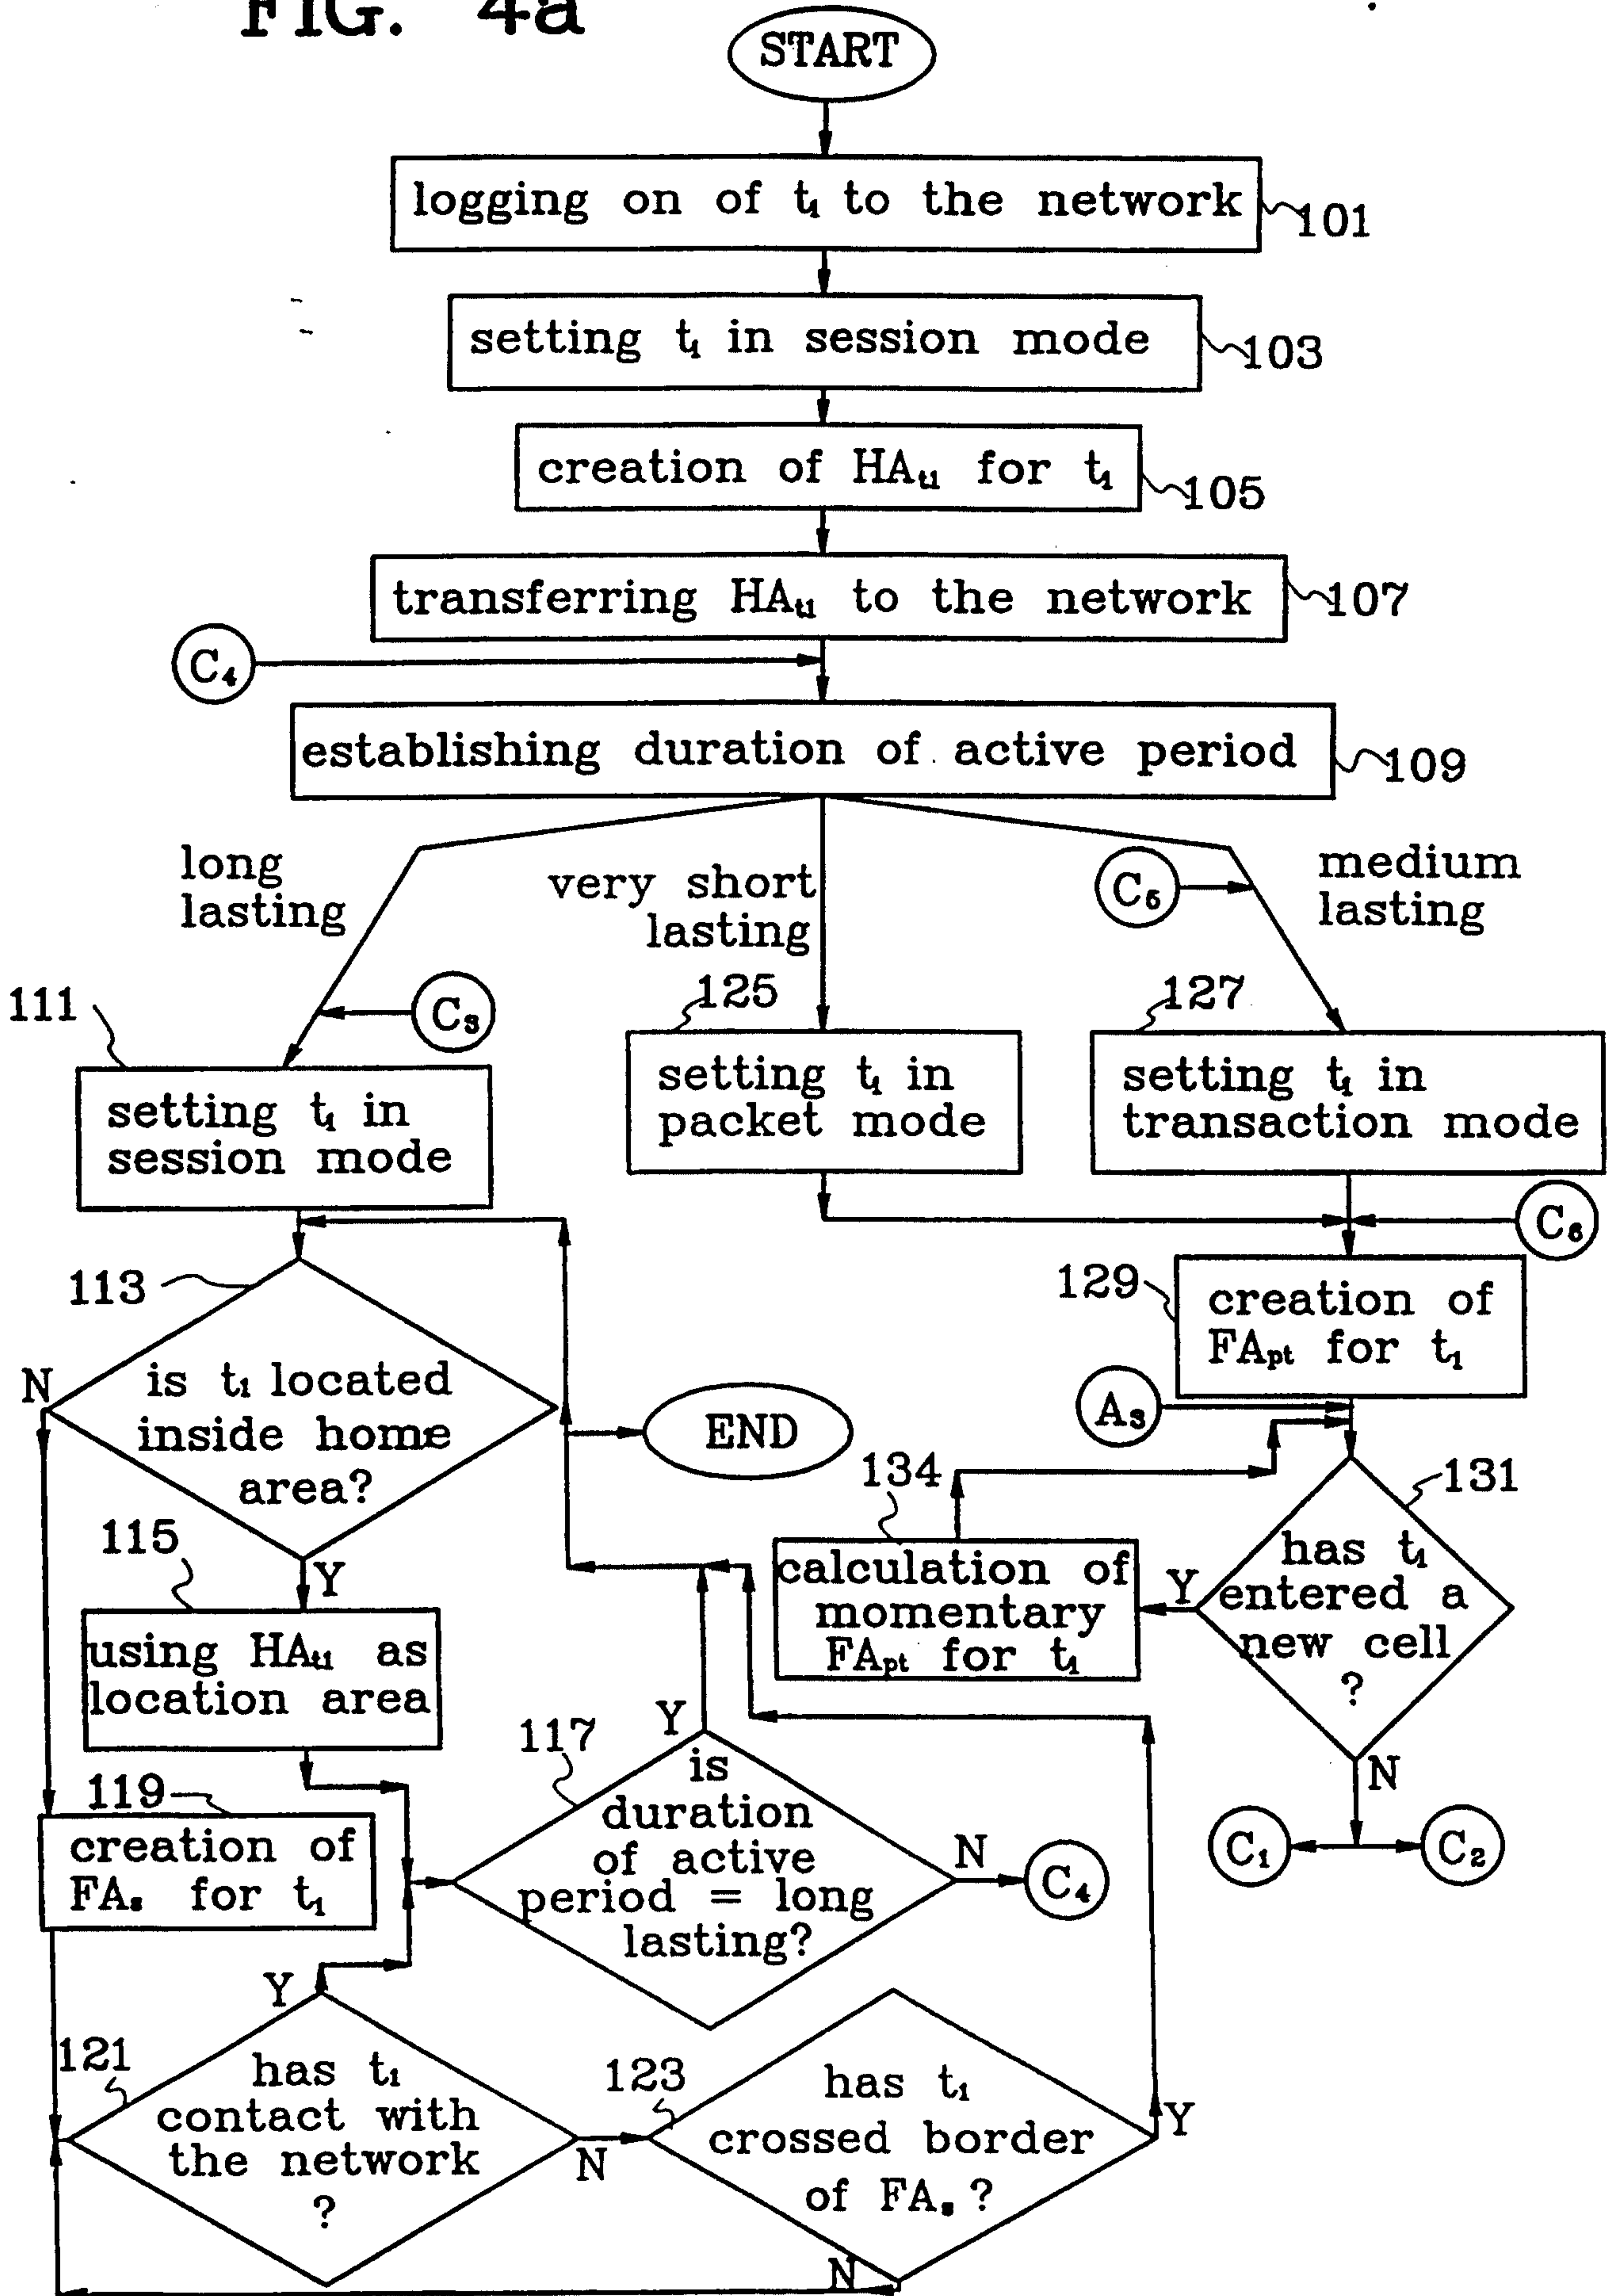 FIG. 4a
START
logging on of t₁ to the network
101
setting t₁ in session mode
103
creation of HAₜ₁ for t₁
105
transferring HAₜ₁ to the network
107
C₄
establishing duration of active period
109
long
lasting
very short
lasting
C₅
medium
lasting
111
C₃
125
127
setting t₁ in
session mode
setting t₁ in
packet mode
setting t₁ in
transaction mode
C₆
113
129
creation of
FAₚₜ for t₁
N
is t₁ located
inside home
area?
END
A₃
134
131
115
Y
calculation of
momentary
FAₚₜ for t₁
Y
has t₁
entered a
new cell
?
using HAₜ₁ as
location area
117
Y
N
119
creation of
FAₛ for t₁
is
duration
of active
period = long
lasting?
N
C₄
C₁
C₂
Y
121
has t₁
contact with
the network
?
N
123
has t₁
crossed border
of FAₛ?
Y
N